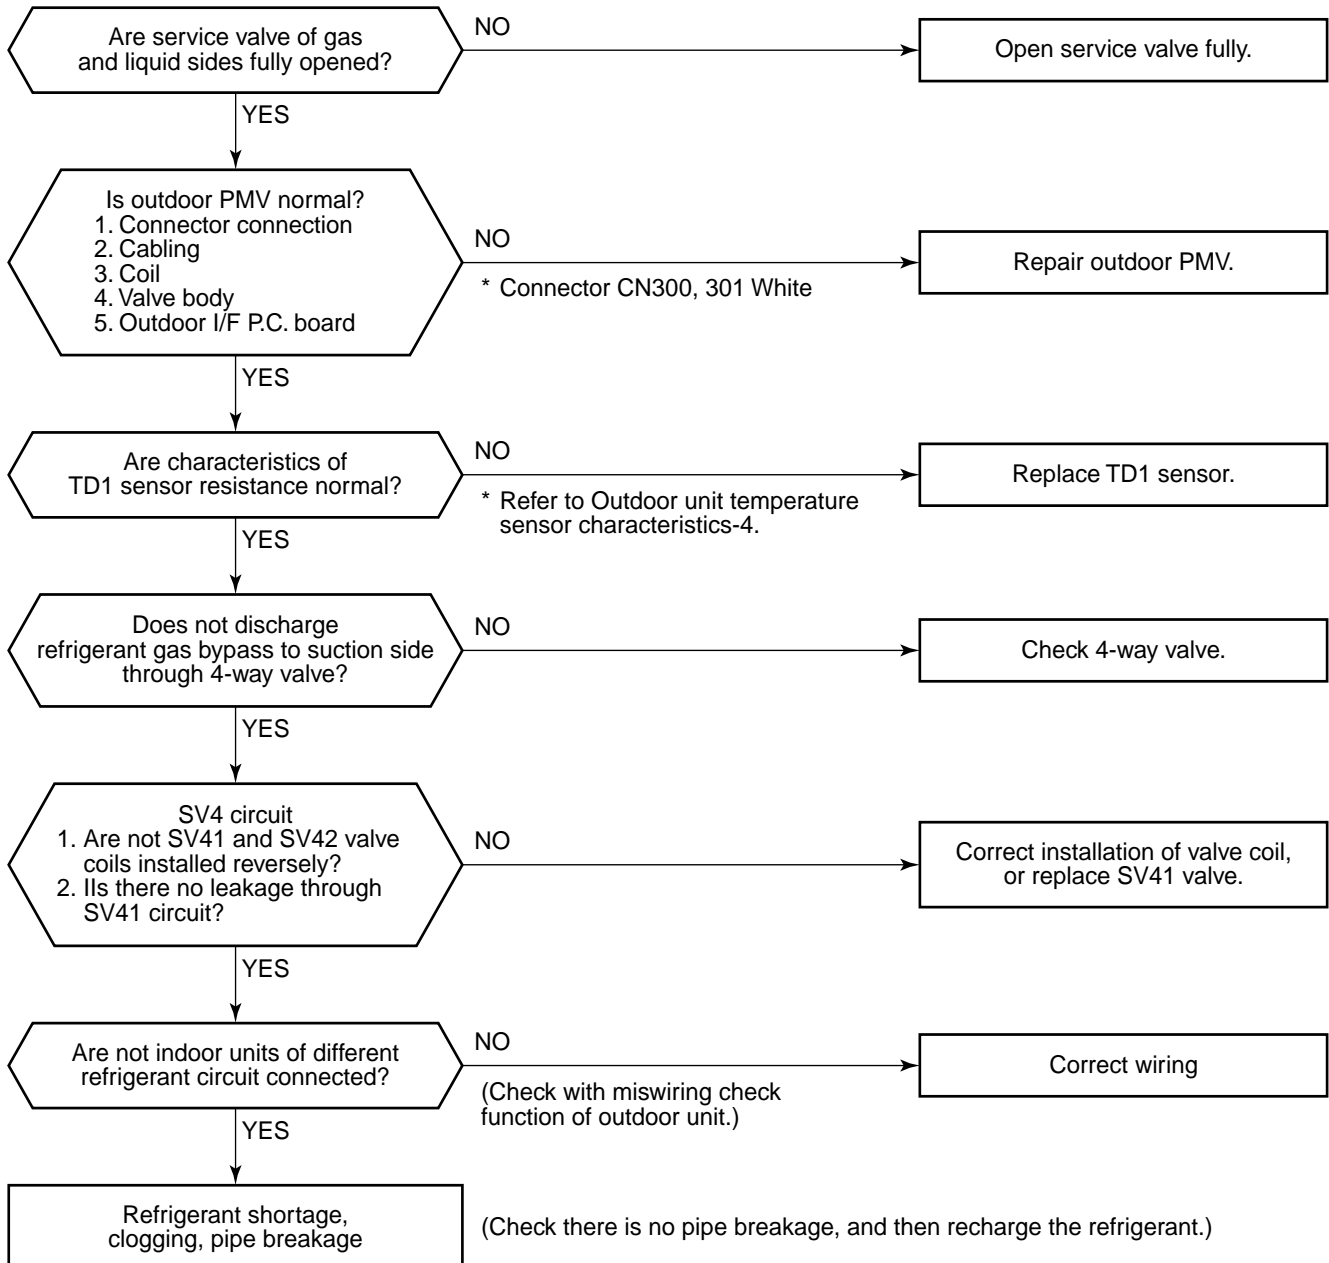 Are service valve of gas
and liquid sides fully opened?
NO
Open service valve fully.
YES
Is outdoor PMV normal?
1. Connector connection
2. Cabling
3. Coil
4. Valve body
5. Outdoor I/F P.C. board
NO
* Connector CN300, 301 White
Repair outdoor PMV.
YES
Are characteristics of
TD1 sensor resistance normal?
NO
* Refer to Outdoor unit temperature
sensor characteristics-4.
Replace TD1 sensor.
YES
Does not discharge
refrigerant gas bypass to suction side
through 4-way valve?
NO
Check 4-way valve.
YES
SV4 circuit
1. Are not SV41 and SV42 valve
coils installed reversely?
2. IIs there no leakage through
SV41 circuit?
NO
Correct installation of valve coil,
or replace SV41 valve.
YES
Are not indoor units of different
refrigerant circuit connected?
NO
(Check with miswiring check
function of outdoor unit.)
Correct wiring
YES
Refrigerant shortage,
clogging, pipe breakage
(Check there is no pipe breakage, and then recharge the refrigerant.)